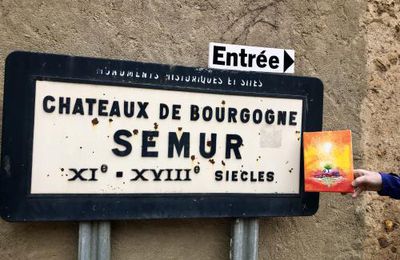 Entrée
MONUMENTS HISTORIQUES ET SITES
CHATEAUX DE BOURGOGNE
SEMUR
XIᵉ - XVIIIᵉ SIECLES